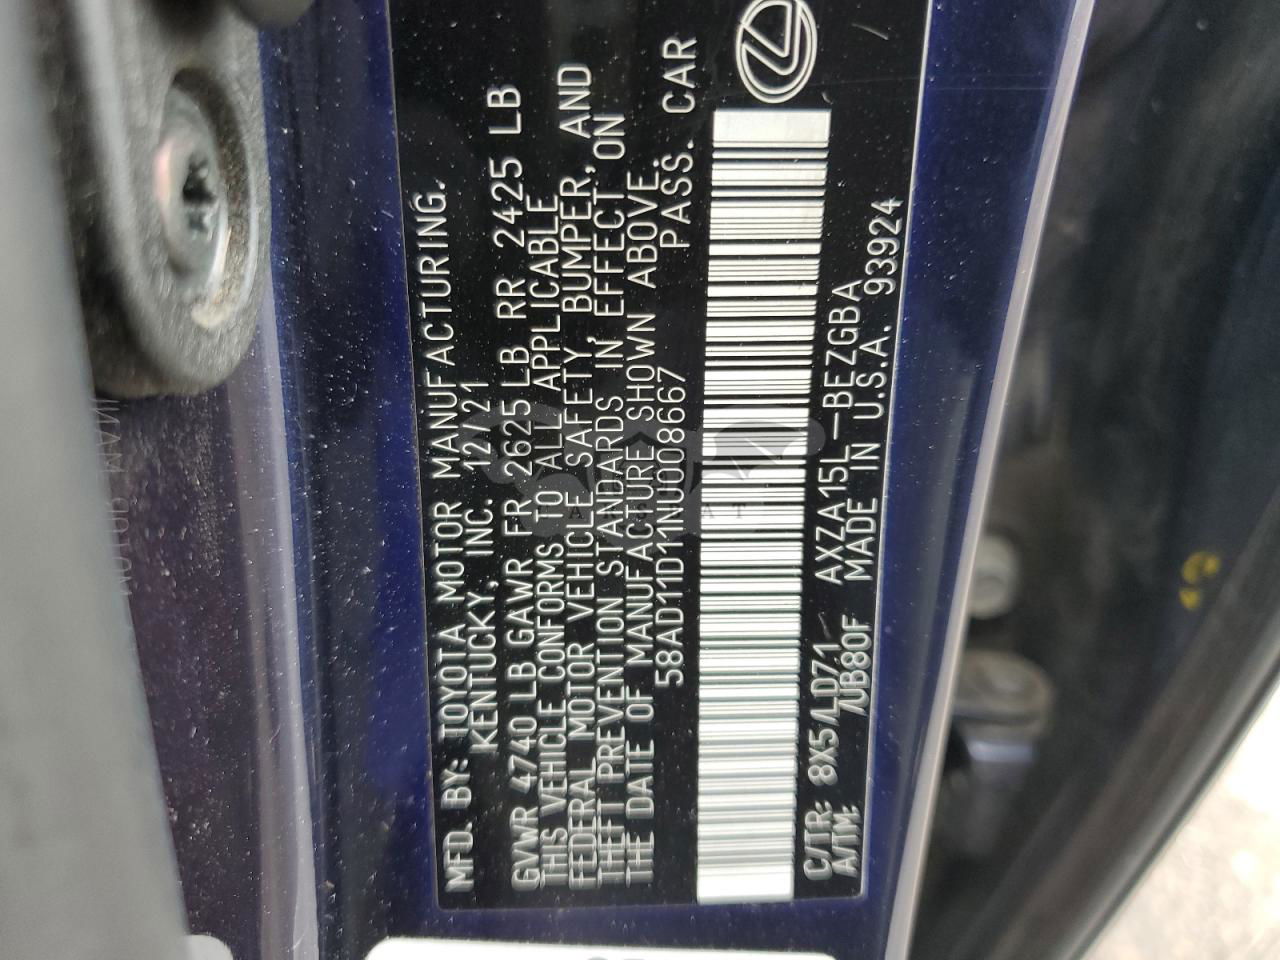 MFD. BY: TOYOTA MOTOR MANUFACTURING.
KENTUCKY, INC. 12/21
GVWR 4740 LB GAWR FR 2625 LB RR 2425 LB
THIS VEHICLE CONFORMS TO ALL APPLICABLE
FEDERAL MOTOR VEHICLE SAFETY, BUMPER, AND
THEFT PREVENTION STANDARDS IN EFFECT ON
THE DATE OF MANUFACTURE SHOWN ABOVE.
58AD11D11NU008667 PASS. CAR
C/TR: 8X5/LD71 AXZA15L-BEZGBA
A/TM: /UB80F MADE IN U.S.A. 93924